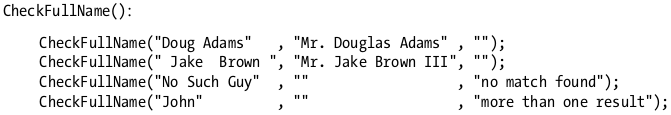 CheckFullName():
CheckFullName("Doug Adams"   , "Mr. Douglas Adams" , "");
CheckFullName(" Jake  Brown ", "Mr. Jake Brown III", "");
CheckFullName("No Such Guy"  , ""                  , "no match found");
CheckFullName("John"         , ""                  , "more than one result");